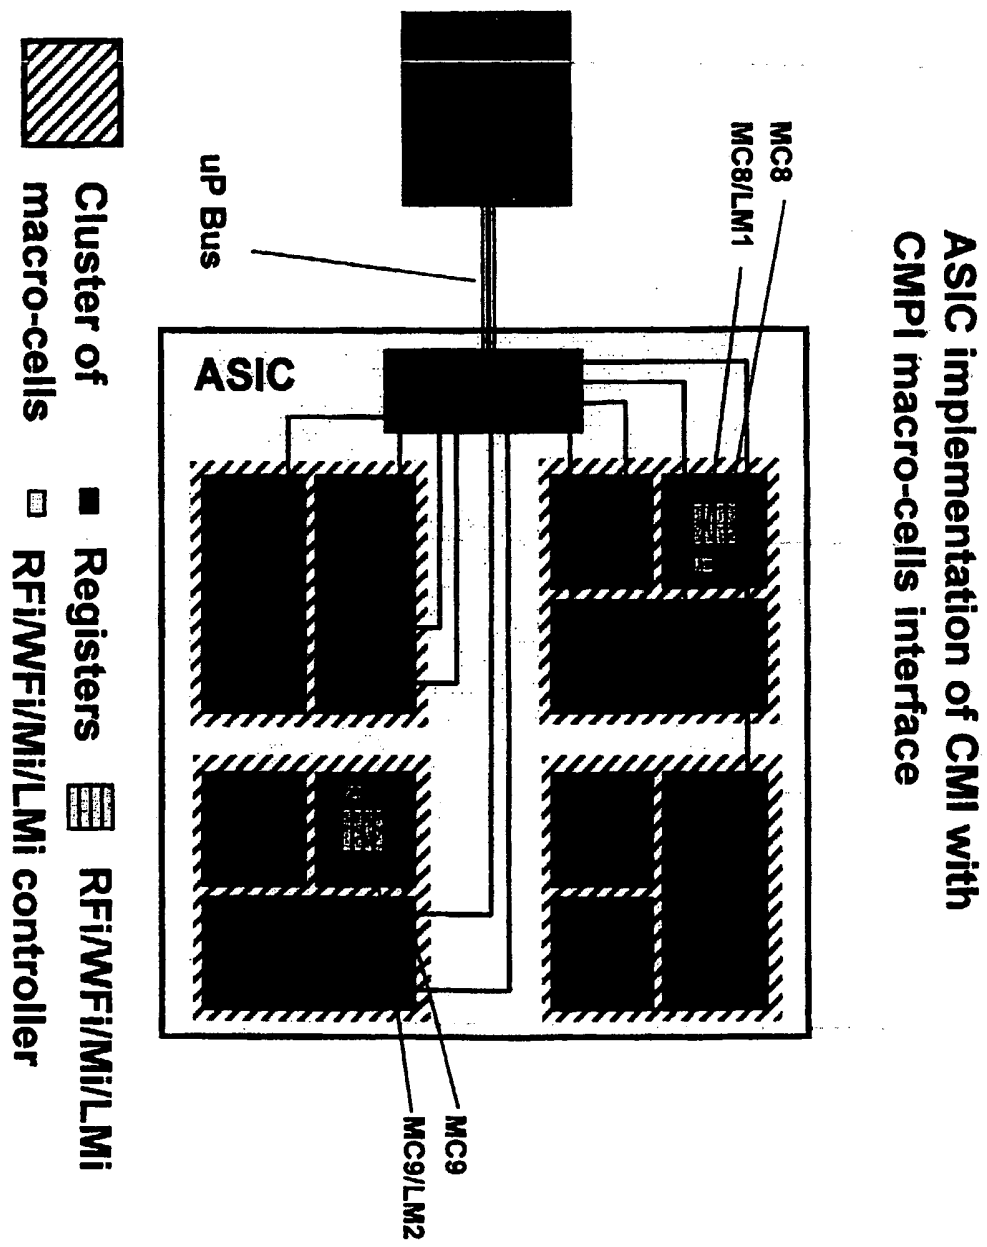 ASIC implementation of CMI with
CMPI macro-cells interface
MC8
MC8/LM1
uP Bus
ASIC
MC9
MC9/LM2
Cluster of
macro-cells
Registers
RFi/WFi/Mi/LMi
RFi/WFi/Mi/LMi controller